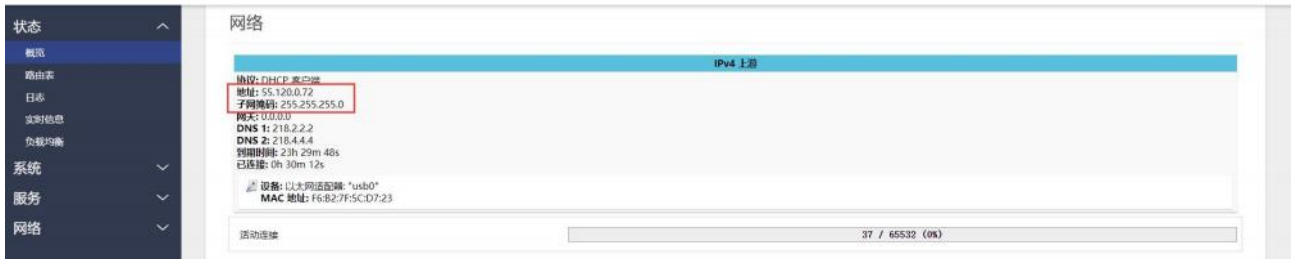 状态
概览
路由表
日志
实时信息
负载均衡
系统
服务
网络
网络
IPv4 上游
协议: DHCP 客户端
地址: 55.120.0.72
子网掩码: 255.255.255.0
网关: 0.0.0.0
DNS 1: 218.2.2.2
DNS 2: 218.4.4.4
到期时间: 23h 29m 48s
已连接: 0h 30m 12s
设备: 以太网适配器: "usb0"
MAC 地址: F6:B2:7F:5C:D7:23
活动连接
37 / 65532 (0%)